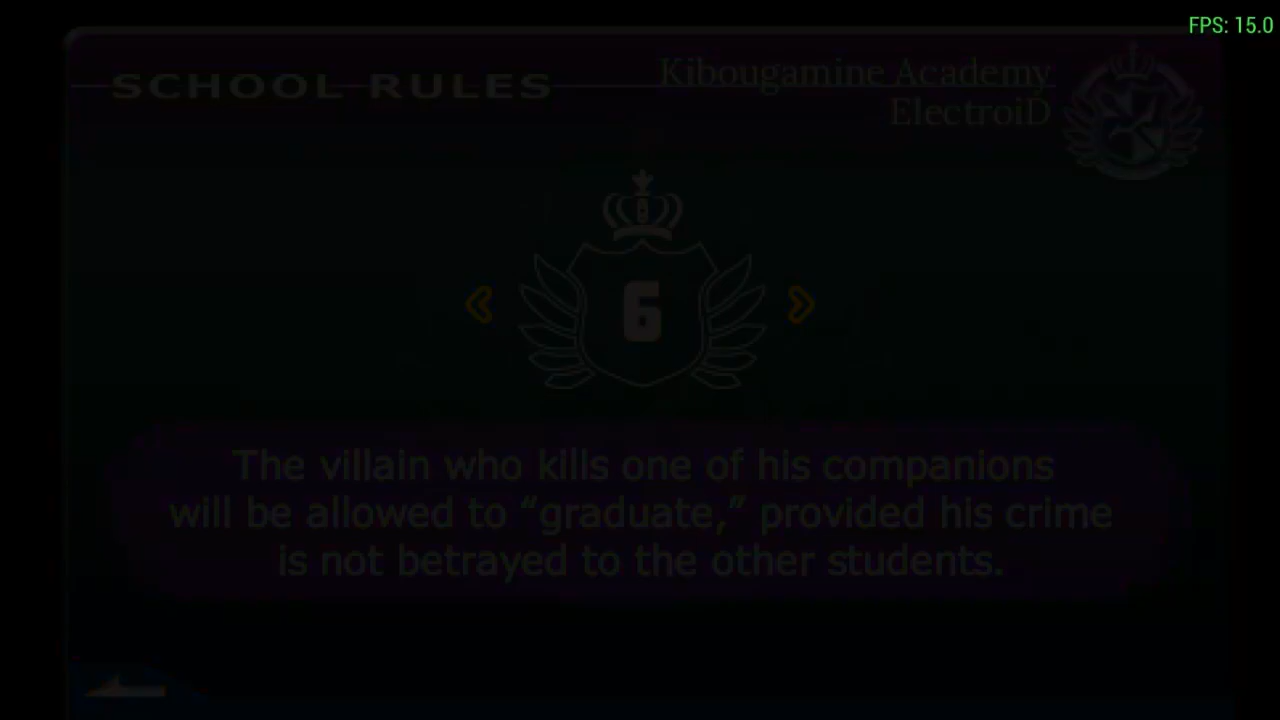 FPS: 15.0
SCHOOL RULES
Kibougamine Academy
ElectroiD
6
The villain who kills one of his companions
will be allowed to “graduate,” provided his crime
is not betrayed to the other students.